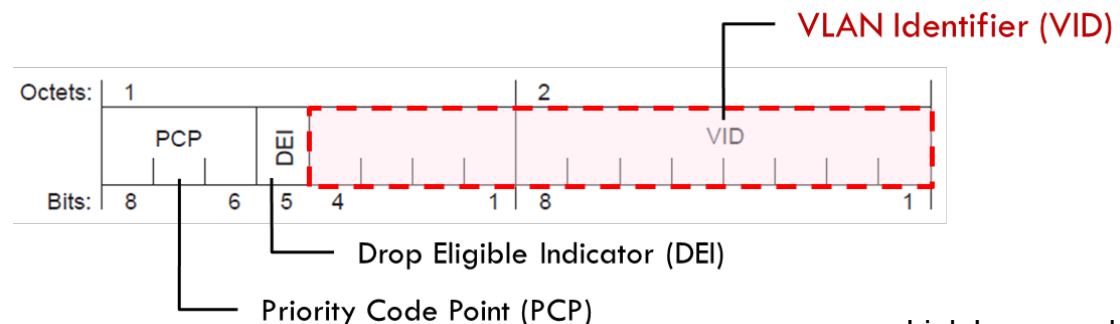 VLAN Identifier (VID)
Octets: 1 2
PCP DEI VID
Bits: 8 6 5 4 1 8 1
Drop Eligible Indicator (DEI)
Priority Code Point (PCP)